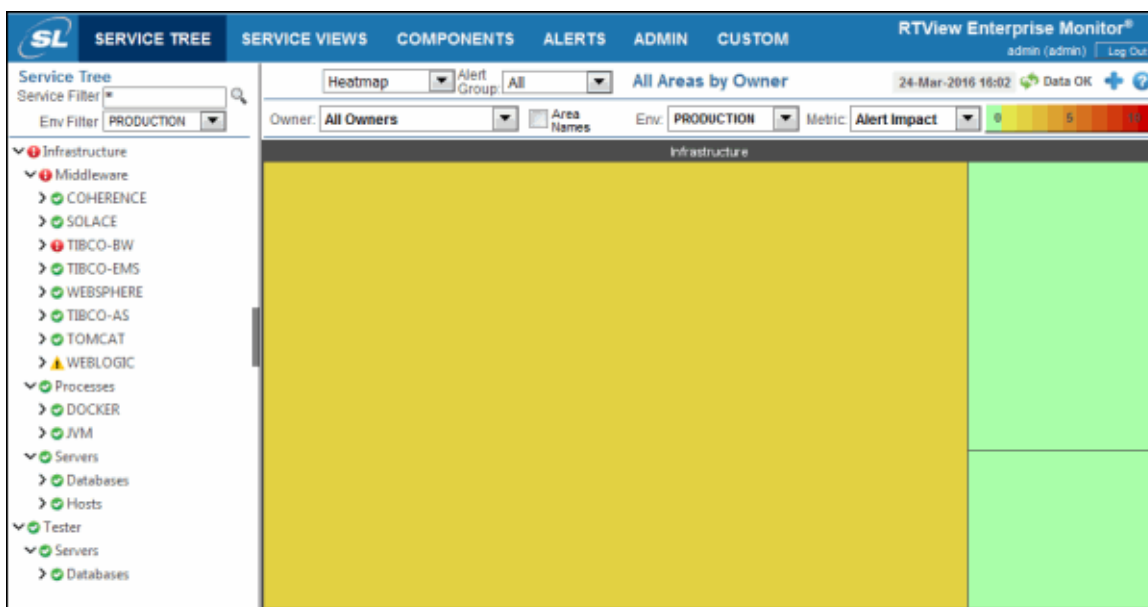 SL SERVICE TREE SERVICE VIEWS COMPONENTS ALERTS ADMIN CUSTOM RTView Enterprise Monitor®
admin (admin) Log Out
Service Tree
Service Filter *
Env Filter PRODUCTION
Heatmap Alert Group: All All Areas by Owner 24-Mar-2016 16:02 Data OK + ?
Owner: All Owners Area Names Env: PRODUCTION Metric: Alert Impact 0 5 10
Infrastructure
Infrastructure
Middleware
COHERENCE
SOLACE
TIBCO-BW
TIBCO-EMS
WEBSPHERE
TIBCO-AS
TOMCAT
WEBLOGIC
Processes
DOCKER
JVM
Servers
Databases
Hosts
Tester
Servers
Databases